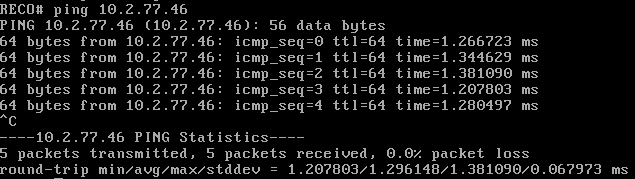 RECO# ping 10.2.77.46
PING 10.2.77.46 (10.2.77.46): 56 data bytes
64 bytes from 10.2.77.46: icmp_seq=0 ttl=64 time=1.266723 ms
64 bytes from 10.2.77.46: icmp_seq=1 ttl=64 time=1.344629 ms
64 bytes from 10.2.77.46: icmp_seq=2 ttl=64 time=1.381090 ms
64 bytes from 10.2.77.46: icmp_seq=3 ttl=64 time=1.207803 ms
64 bytes from 10.2.77.46: icmp_seq=4 ttl=64 time=1.280497 ms
^C
----10.2.77.46 PING Statistics----
5 packets transmitted, 5 packets received, 0.0% packet loss
round-trip min/avg/max/stddev = 1.207803/1.296148/1.381090/0.067973 ms